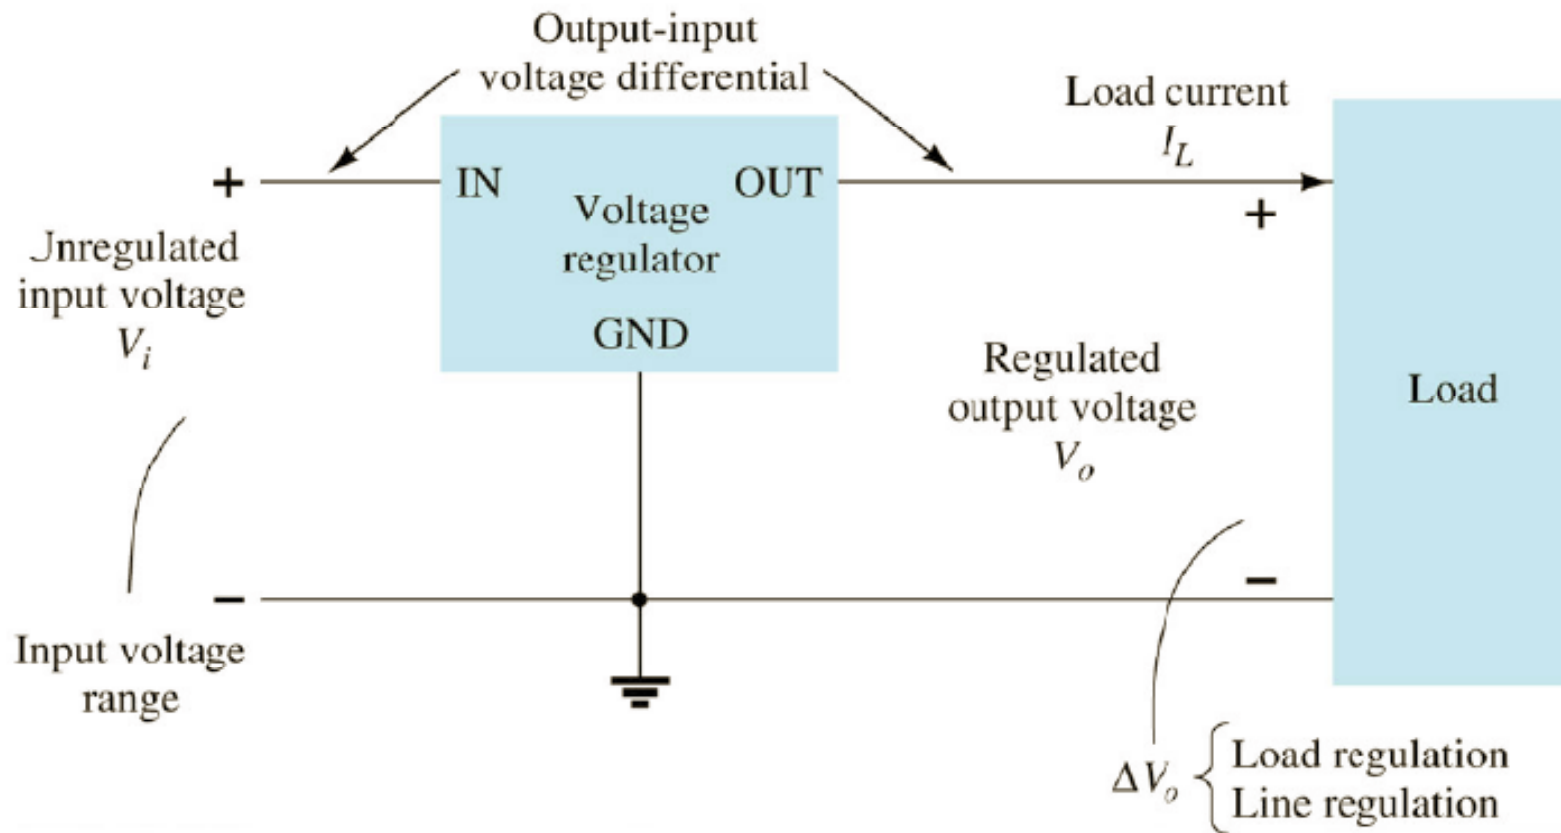 Output-input
voltage differential
Load current
I_L
+
IN
OUT
+
Voltage
regulator
Jnregulated
input voltage
V_i
GND
Regulated
output voltage
V_o
Load
−
−
Input voltage
range
ΔV_o { Load regulation
Line regulation